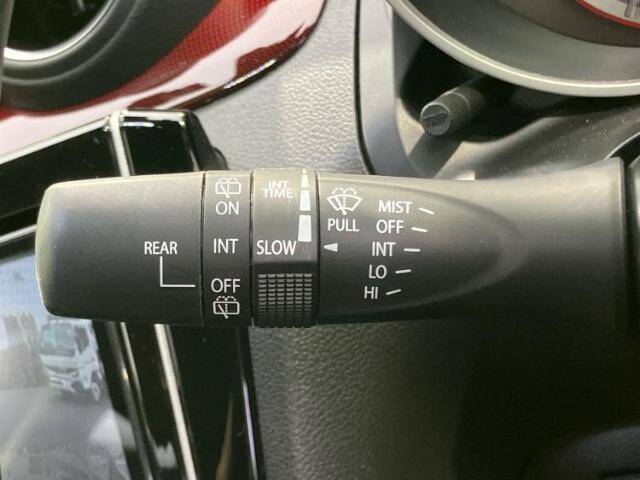 REAR
ON
INT
OFF
INT
TIME
SLOW
PULL
MIST
OFF
INT
LO
HI